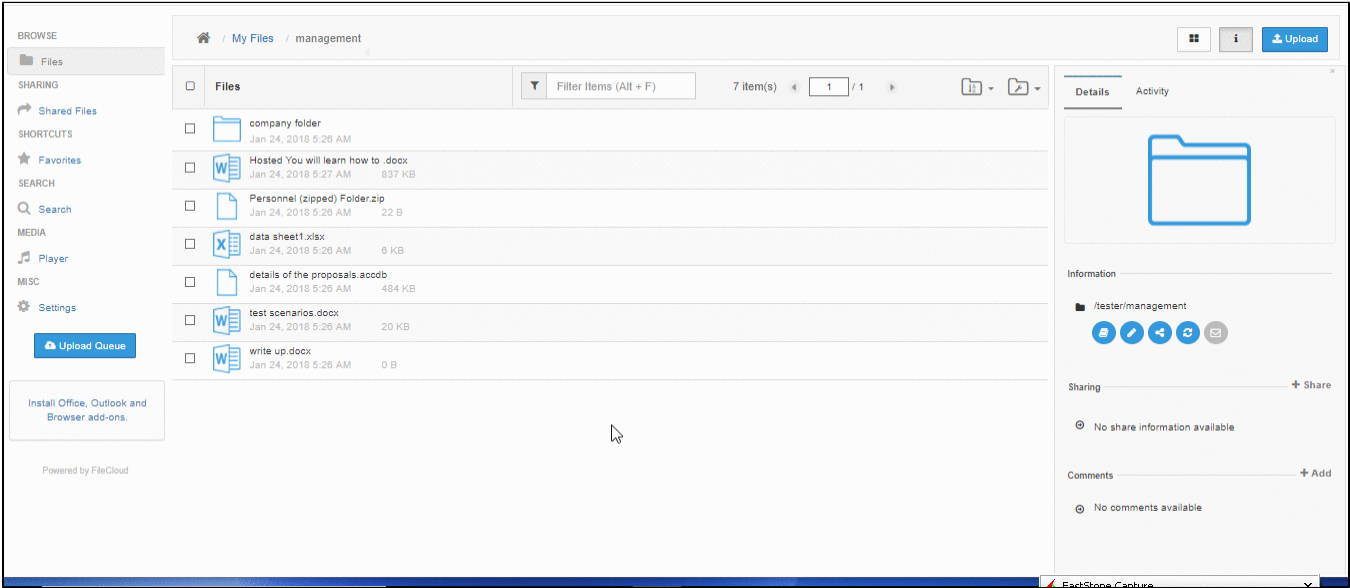 BROWSE
Files
SHARING
Shared Files
SHORTCUTS
Favorites
SEARCH
Search
MEDIA
Player
MISC
Settings
Upload Queue
Install Office, Outlook and
Browser add-ons.
Powered by FileCloud
/ My Files / management
i
Upload
Files
Filter Items (Alt + F)
7 item(s)
1 / 1
company folder
Jan 24, 2018 5:26 AM
Hosted You will learn how to .docx
Jan 24, 2018 5:27 AM 837 KB
Personnel (zipped) Folder.zip
Jan 24, 2018 5:26 AM 22 B
data sheet1.xlsx
Jan 24, 2018 5:26 AM 6 KB
details of the proposals.accdb
Jan 24, 2018 5:26 AM 484 KB
test scenarios.docx
Jan 24, 2018 5:26 AM 20 KB
write up.docx
Jan 24, 2018 5:26 AM 0 B
Details
Activity
Information
/tester/management
Sharing
+ Share
No share information available
Comments
+ Add
No comments available
FastStone Capture